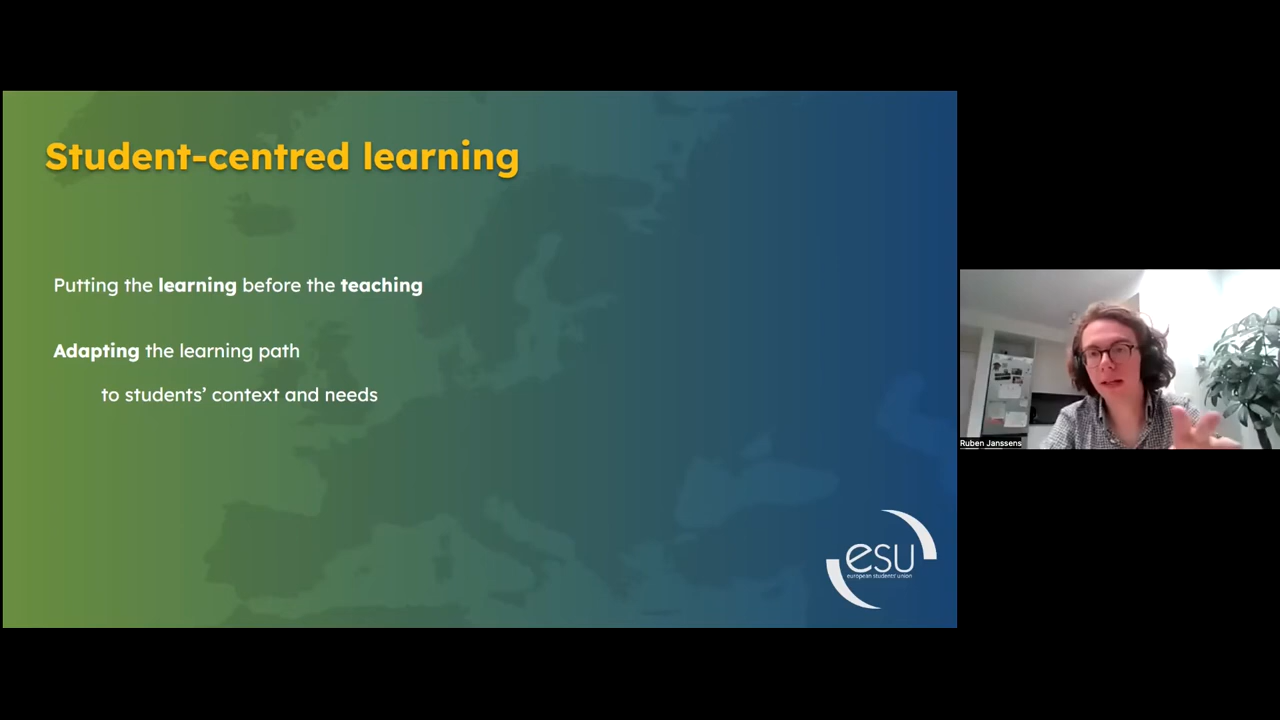 Student-centred learning
Putting the learning before the teaching
Adapting the learning path
to students’ context and needs
esu
european students' union
Ruben Janssens